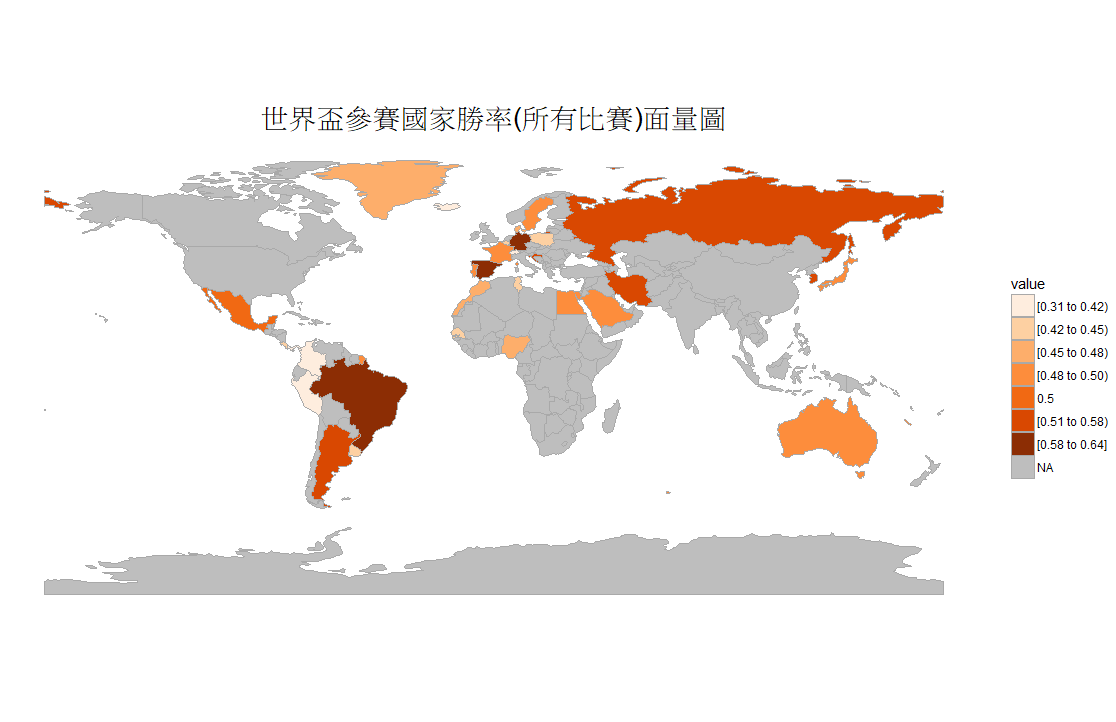 世界盃參賽國家勝率(所有比賽)面量圖
value
[0.31 to 0.42)
[0.42 to 0.45)
[0.45 to 0.48)
[0.48 to 0.50)
0.5
[0.51 to 0.58)
[0.58 to 0.64]
NA